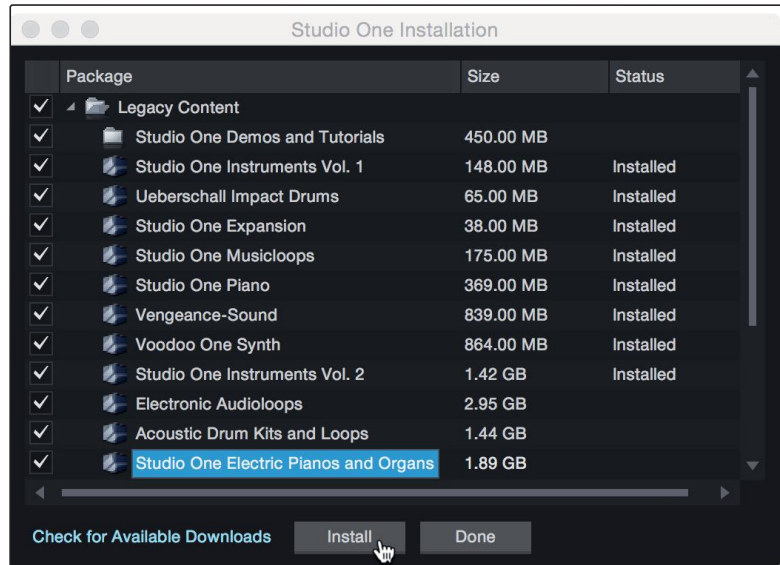 Studio One Installation
Package Size Status
Legacy Content
Studio One Demos and Tutorials 450.00 MB
Studio One Instruments Vol. 1 148.00 MB Installed
Ueberschall Impact Drums 65.00 MB Installed
Studio One Expansion 38.00 MB Installed
Studio One Musicloops 175.00 MB Installed
Studio One Piano 369.00 MB Installed
Vengeance-Sound 839.00 MB Installed
Voodoo One Synth 864.00 MB Installed
Studio One Instruments Vol. 2 1.42 GB Installed
Electronic Audioloops 2.95 GB
Acoustic Drum Kits and Loops 1.44 GB
Studio One Electric Pianos and Organs 1.89 GB
Check for Available Downloads Install Done